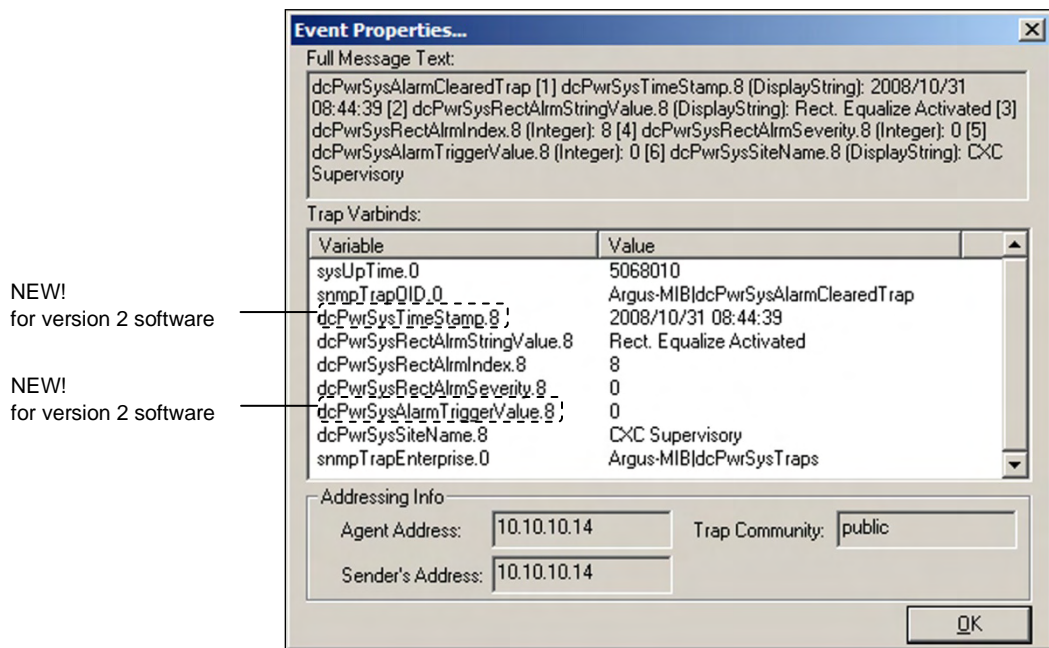 Event Properties...
Full Message Text:
dcPwrSysAlarmClearedTrap [1] dcPwrSysTimeStamp.8 (DisplayString): 2008/10/31
08:44:39 [2] dcPwrSysRectAlrmStringValue.8 (DisplayString): Rect. Equalize Activated [3]
dcPwrSysRectAlrmIndex.8 (Integer): 8 [4] dcPwrSysRectAlrmSeverity.8 (Integer): 0 [5]
dcPwrSysAlarmTriggerValue.8 (Integer): 0 [6] dcPwrSysSiteName.8 (DisplayString): CXC
Supervisory
Trap Varbinds:
Variable Value
sysUpTime.0 5068010
snmpTrapOID.0 Argus-MIB|dcPwrSysAlarmClearedTrap
dcPwrSysTimeStamp.8 2008/10/31 08:44:39
dcPwrSysRectAlrmStringValue.8 Rect. Equalize Activated
dcPwrSysRectAlrmIndex.8 8
dcPwrSysRectAlrmSeverity.8 0
dcPwrSysAlarmTriggerValue.8 0
dcPwrSysSiteName.8 CXC Supervisory
snmpTrapEnterprise.0 Argus-MIB|dcPwrSysTraps
NEW!
for version 2 software
NEW!
for version 2 software
Addressing Info
Agent Address: 10.10.10.14 Trap Community: public
Sender's Address: 10.10.10.14
OK